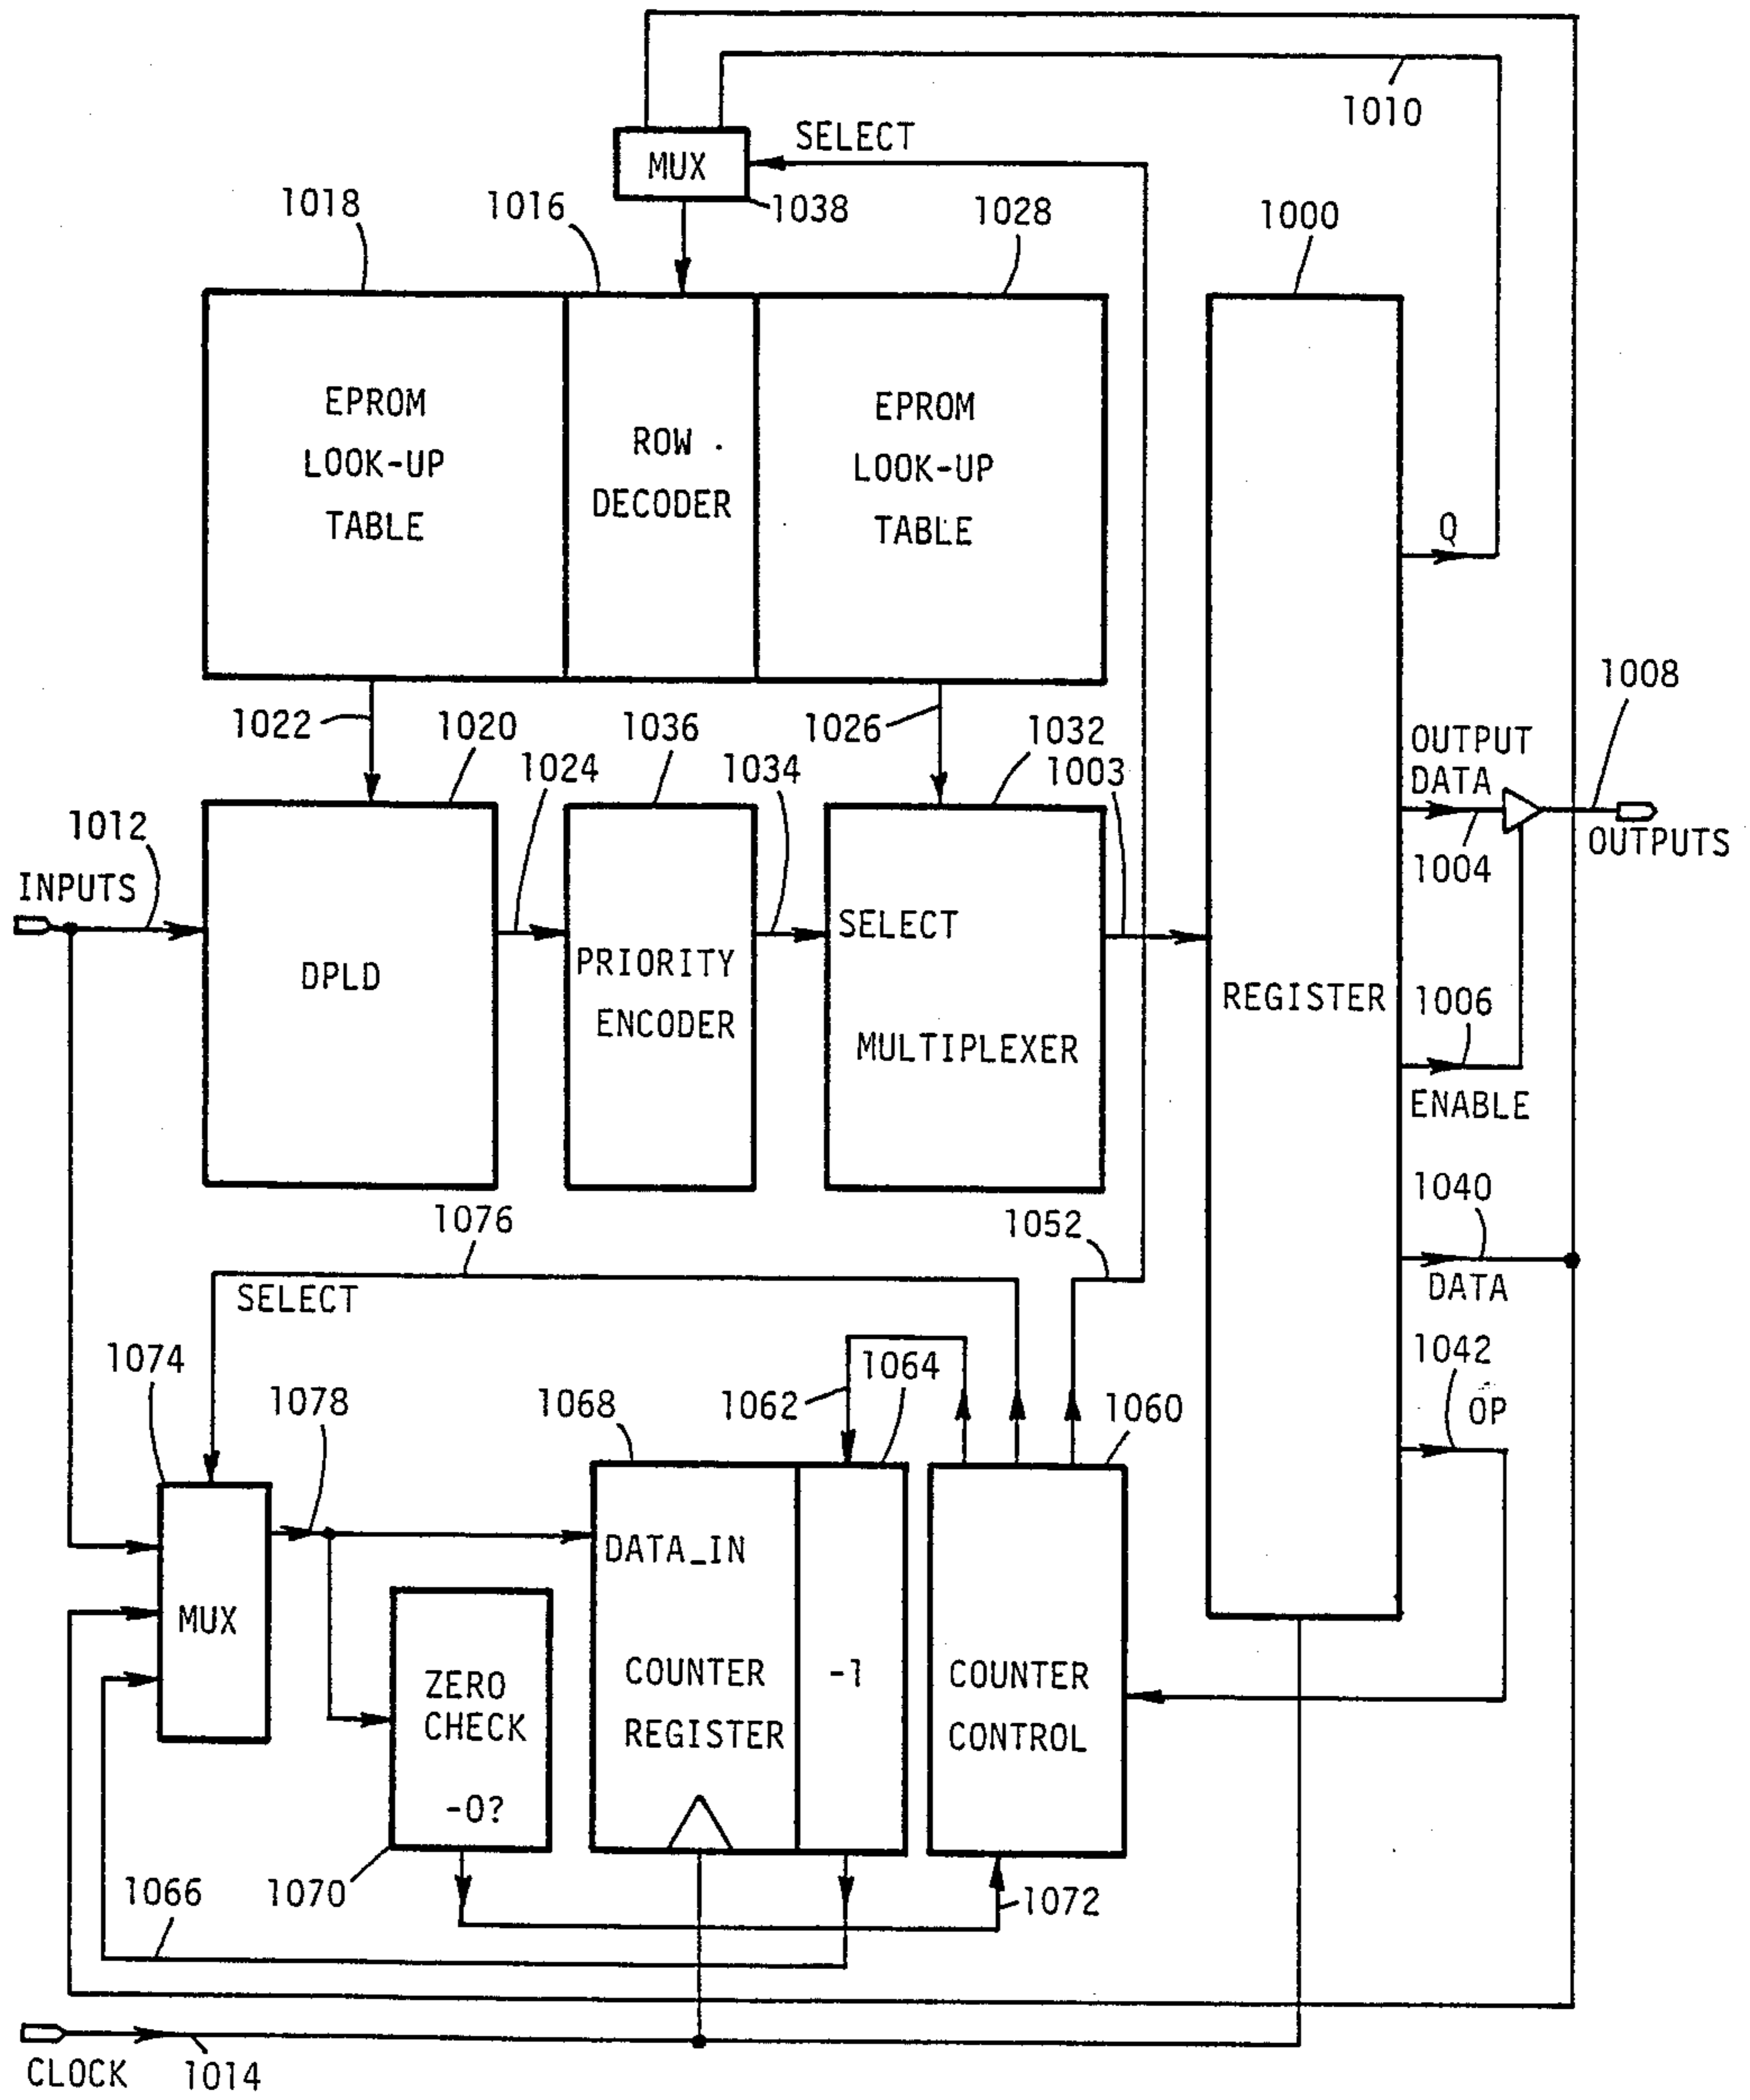 1010
SELECT
MUX
1038
1018
1016
1028
1000
EPROM
LOOK-UP
TABLE
ROW
DECODER
EPROM
LOOK-UP
TABLE
Q
1008
1022
1020
1036
1026
1032
OUTPUT
DATA
1024
1034
1003
1012
1004
OUTPUTS
INPUTS
SELECT
DPLD
PRIORITY
ENCODER
MULTIPLEXER
REGISTER
1006
ENABLE
1040
DATA
1076
1052
SELECT
1074
1078
1068
1062
1064
1060
1042
OP
DATA_IN
MUX
ZERO
CHECK
-0?
COUNTER
REGISTER
-1
COUNTER
CONTROL
1066
1070
1072
CLOCK
1014